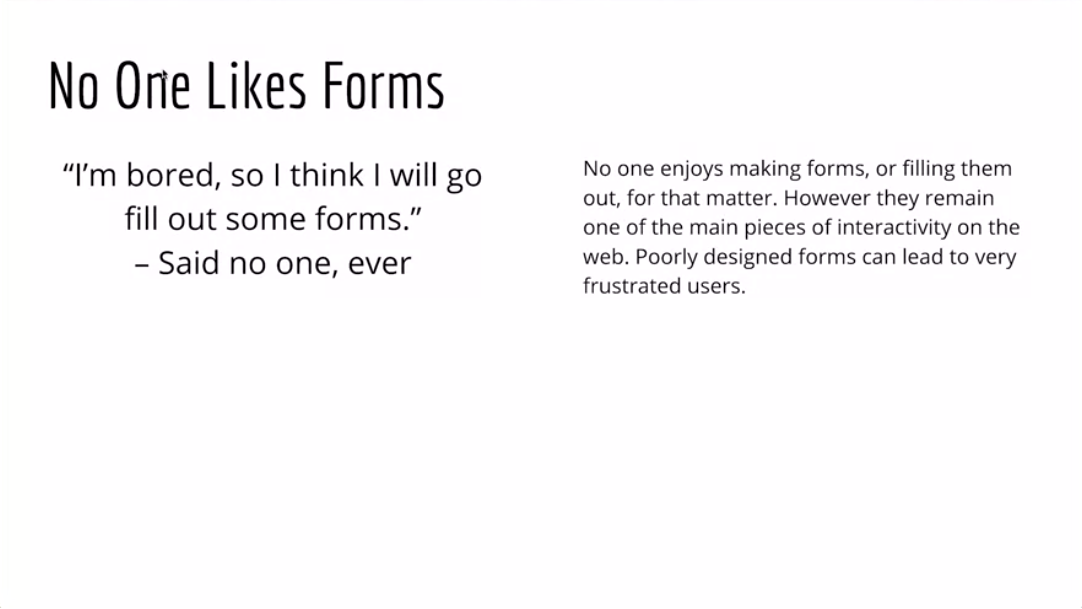 No One Likes Forms
“I’m bored, so I think I will go
fill out some forms.”
– Said no one, ever
No one enjoys making forms, or filling them
out, for that matter. However they remain
one of the main pieces of interactivity on the
web. Poorly designed forms can lead to very
frustrated users.